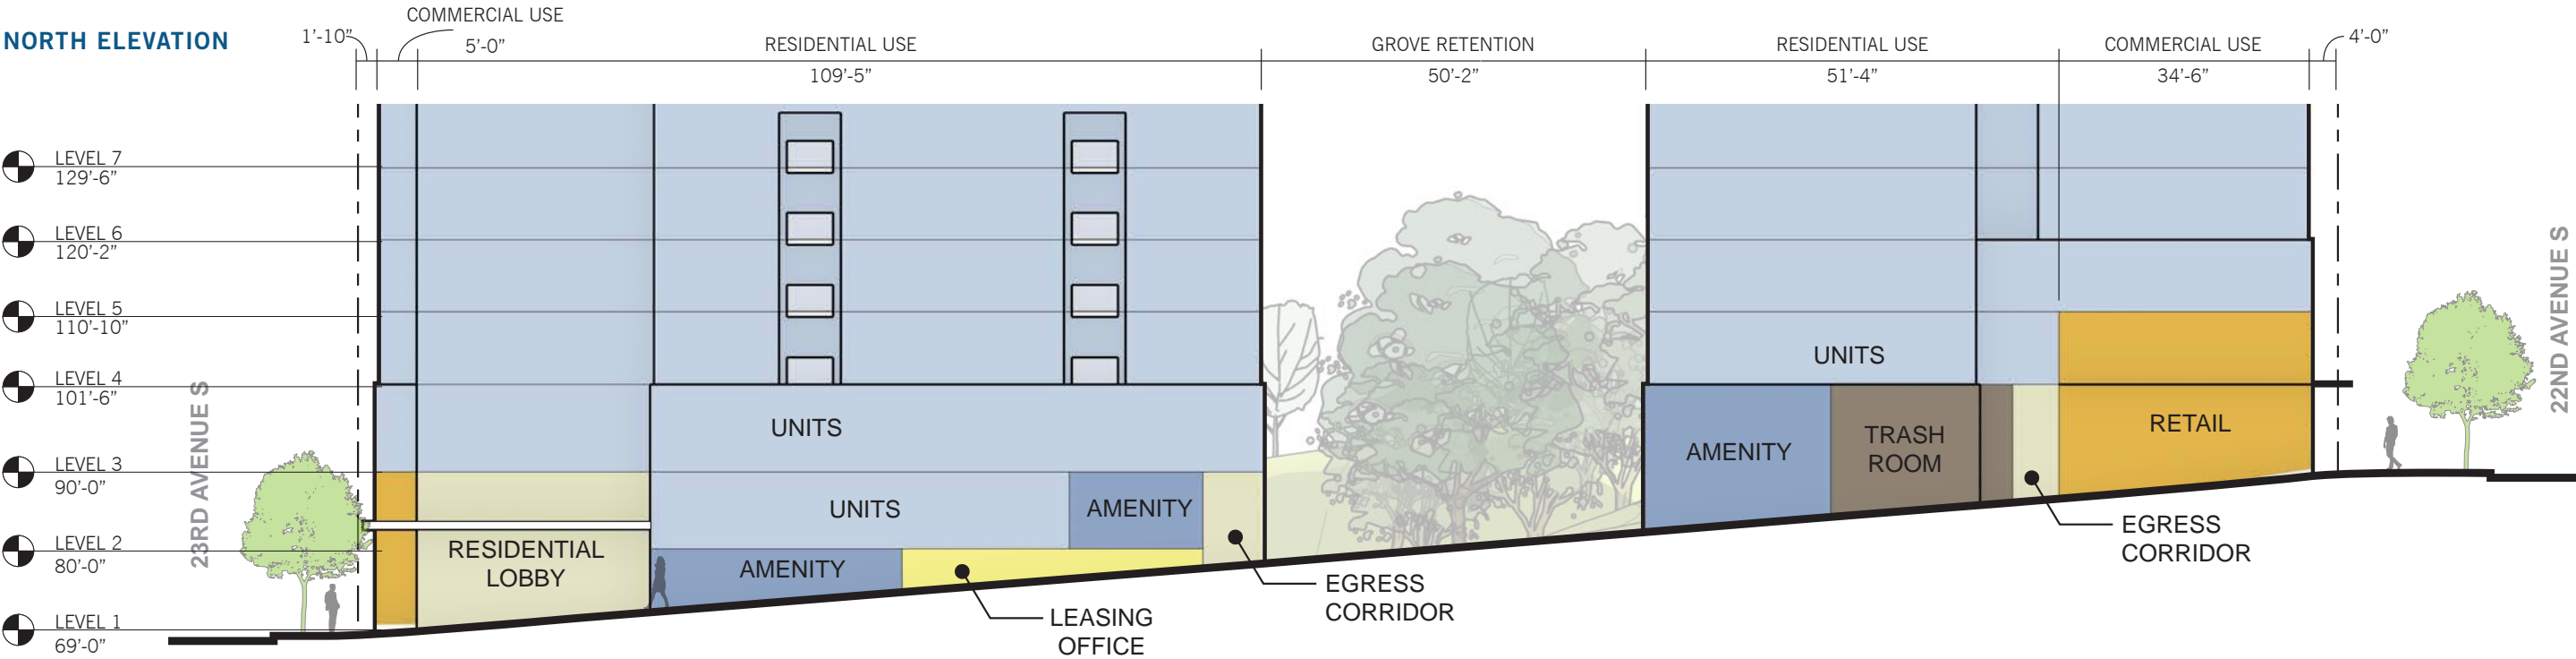 NORTH ELEVATION
1’-10”
COMMERCIAL USE
5’-0”
RESIDENTIAL USE
109’-5”
GROVE RETENTION
50’-2”
RESIDENTIAL USE
51’-4”
COMMERCIAL USE
34’-6”
4’-0”
LEVEL 7
129’-6”
LEVEL 6
120’-2”
LEVEL 5
110’-10”
LEVEL 4
101’-6”
LEVEL 3
90’-0”
LEVEL 2
80’-0”
LEVEL 1
69’-0”
23RD AVENUE S
RESIDENTIAL
LOBBY
UNITS
UNITS
AMENITY
AMENITY
LEASING
OFFICE
EGRESS
CORRIDOR
UNITS
AMENITY
TRASH
ROOM
RETAIL
EGRESS
CORRIDOR
22ND AVENUE S